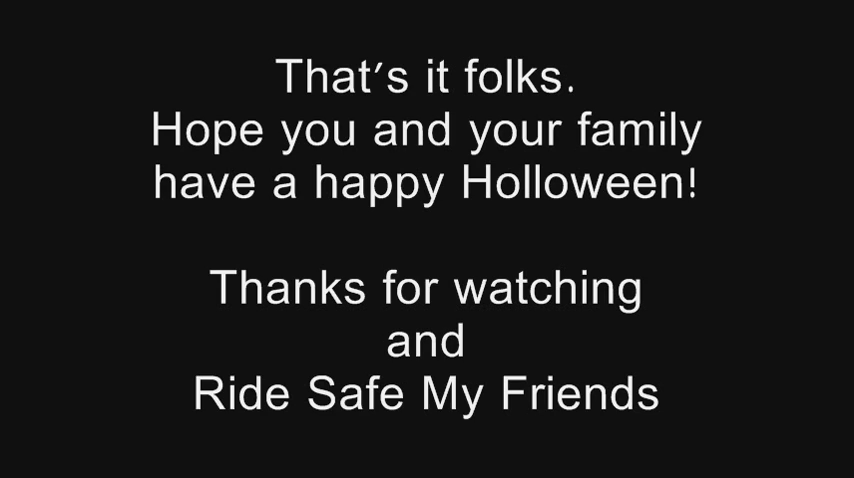 That's it folks.
Hope you and your family
have a happy Holloween!
Thanks for watching
and
Ride Safe My Friends